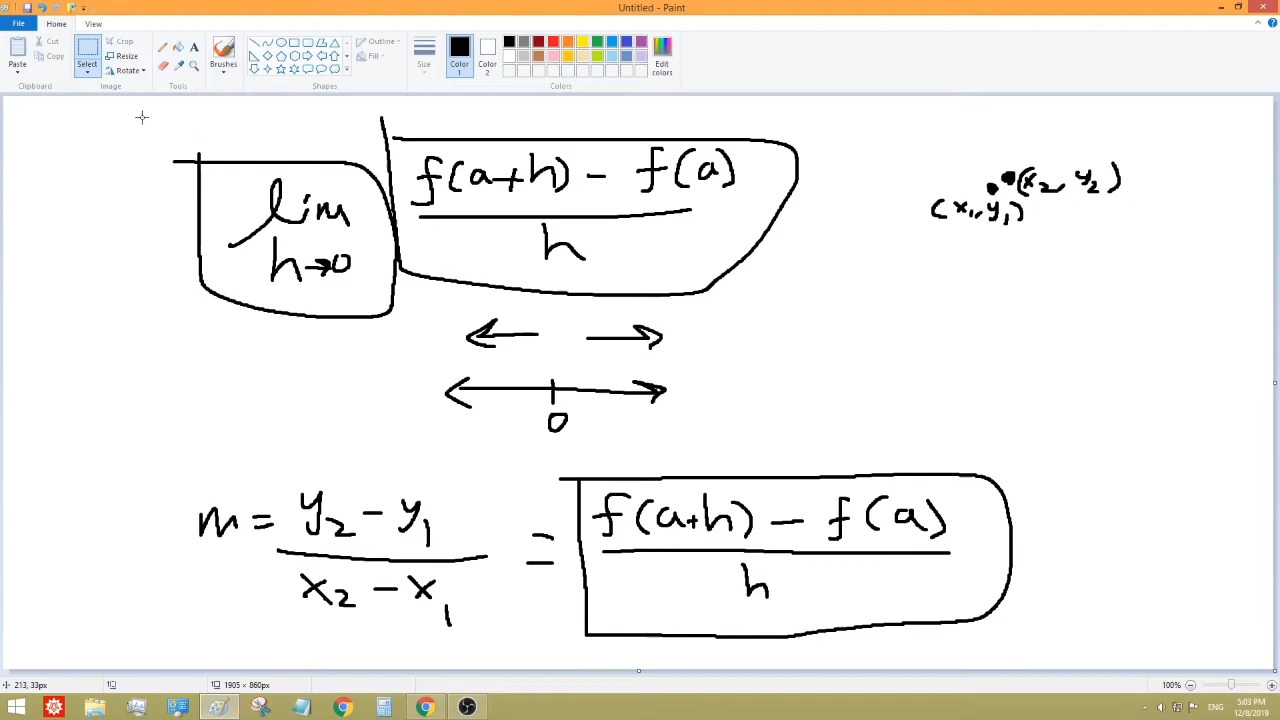 Untitled - Paint
File Home View
Paste Cut Copy Select Crop Resize Rotate Brushes Outline Fill Size Color 1 Color 2 Edit colors
Clipboard Image Tools Shapes Colors
lim h→0 f(a+h) - f(a) / h
(x2, y2)
(x1, y1)
0
m = y2 - y1 / x2 - x1 = f(a+h) - f(a) / h
213, 33px 1905 × 860px 100%
ENG 5:03 PM
12/8/2019